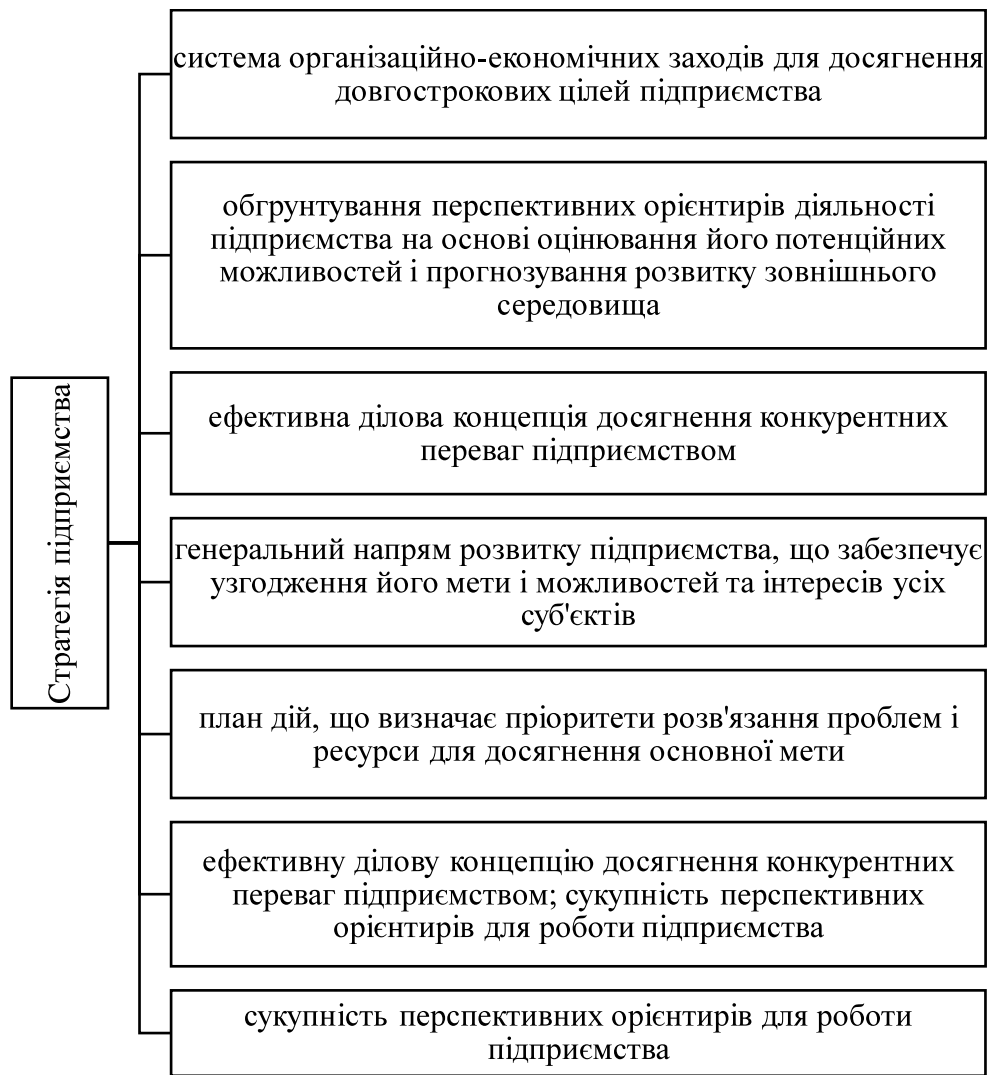 Стратегія підприємства
система організаційно-економічних заходів для досягнення
довгострокових цілей підприємства
обгрунтування перспективних орієнтирів діяльності
підприємства на основі оцінювання його потенційних
можливостей і прогнозування розвитку зовнішнього
середовища
ефективна ділова концепція досягнення конкурентних
переваг підприємством
генеральний напрям розвитку підприємства, що забезпечує
узгодження його мети і можливостей та інтересів усіх
суб'єктів
план дій, що визначає пріоритети розв'язання проблем і
ресурси для досягнення основної мети
ефективну ділову концепцію досягнення конкурентних
переваг підприємством; сукупність перспективних
орієнтирів для роботи підприємства
сукупність перспективних орієнтирів для роботи
підприємства